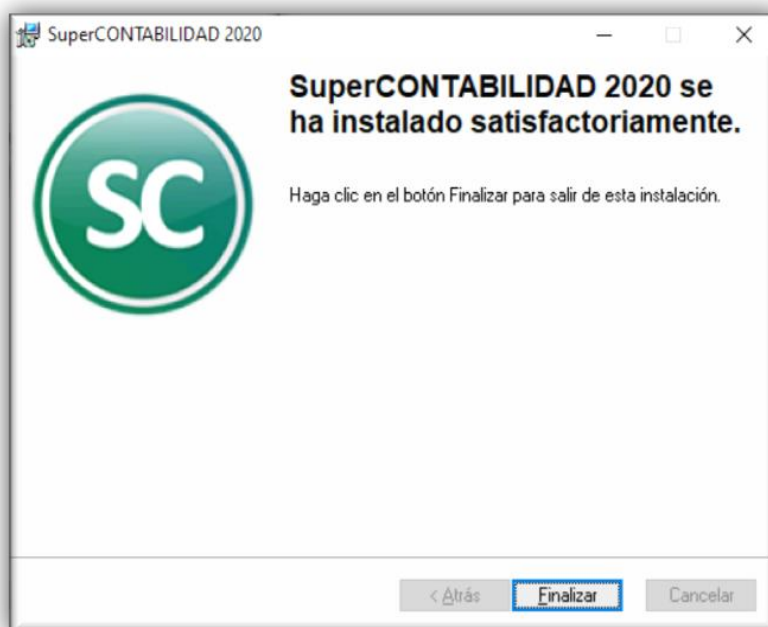 SuperCONTABILIDAD 2020
SuperCONTABILIDAD 2020 se
ha instalado satisfactoriamente.
SC
Haga clic en el botón Finalizar para salir de esta instalación.
< Atrás
Finalizar
Cancelar